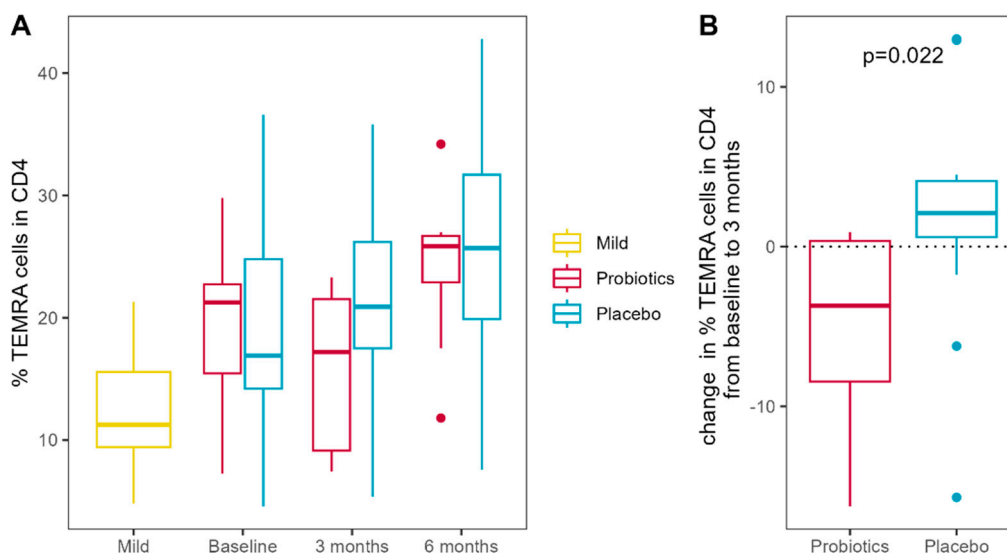 A
% TEMRA cells in CD4
40
30
20
10
Mild
Baseline
3 months
6 months
Mild
Probiotics
Placebo
B
change in % TEMRA cells in CD4
from baseline to 3 months
p=0.022
10
0
-10
Probiotics
Placebo